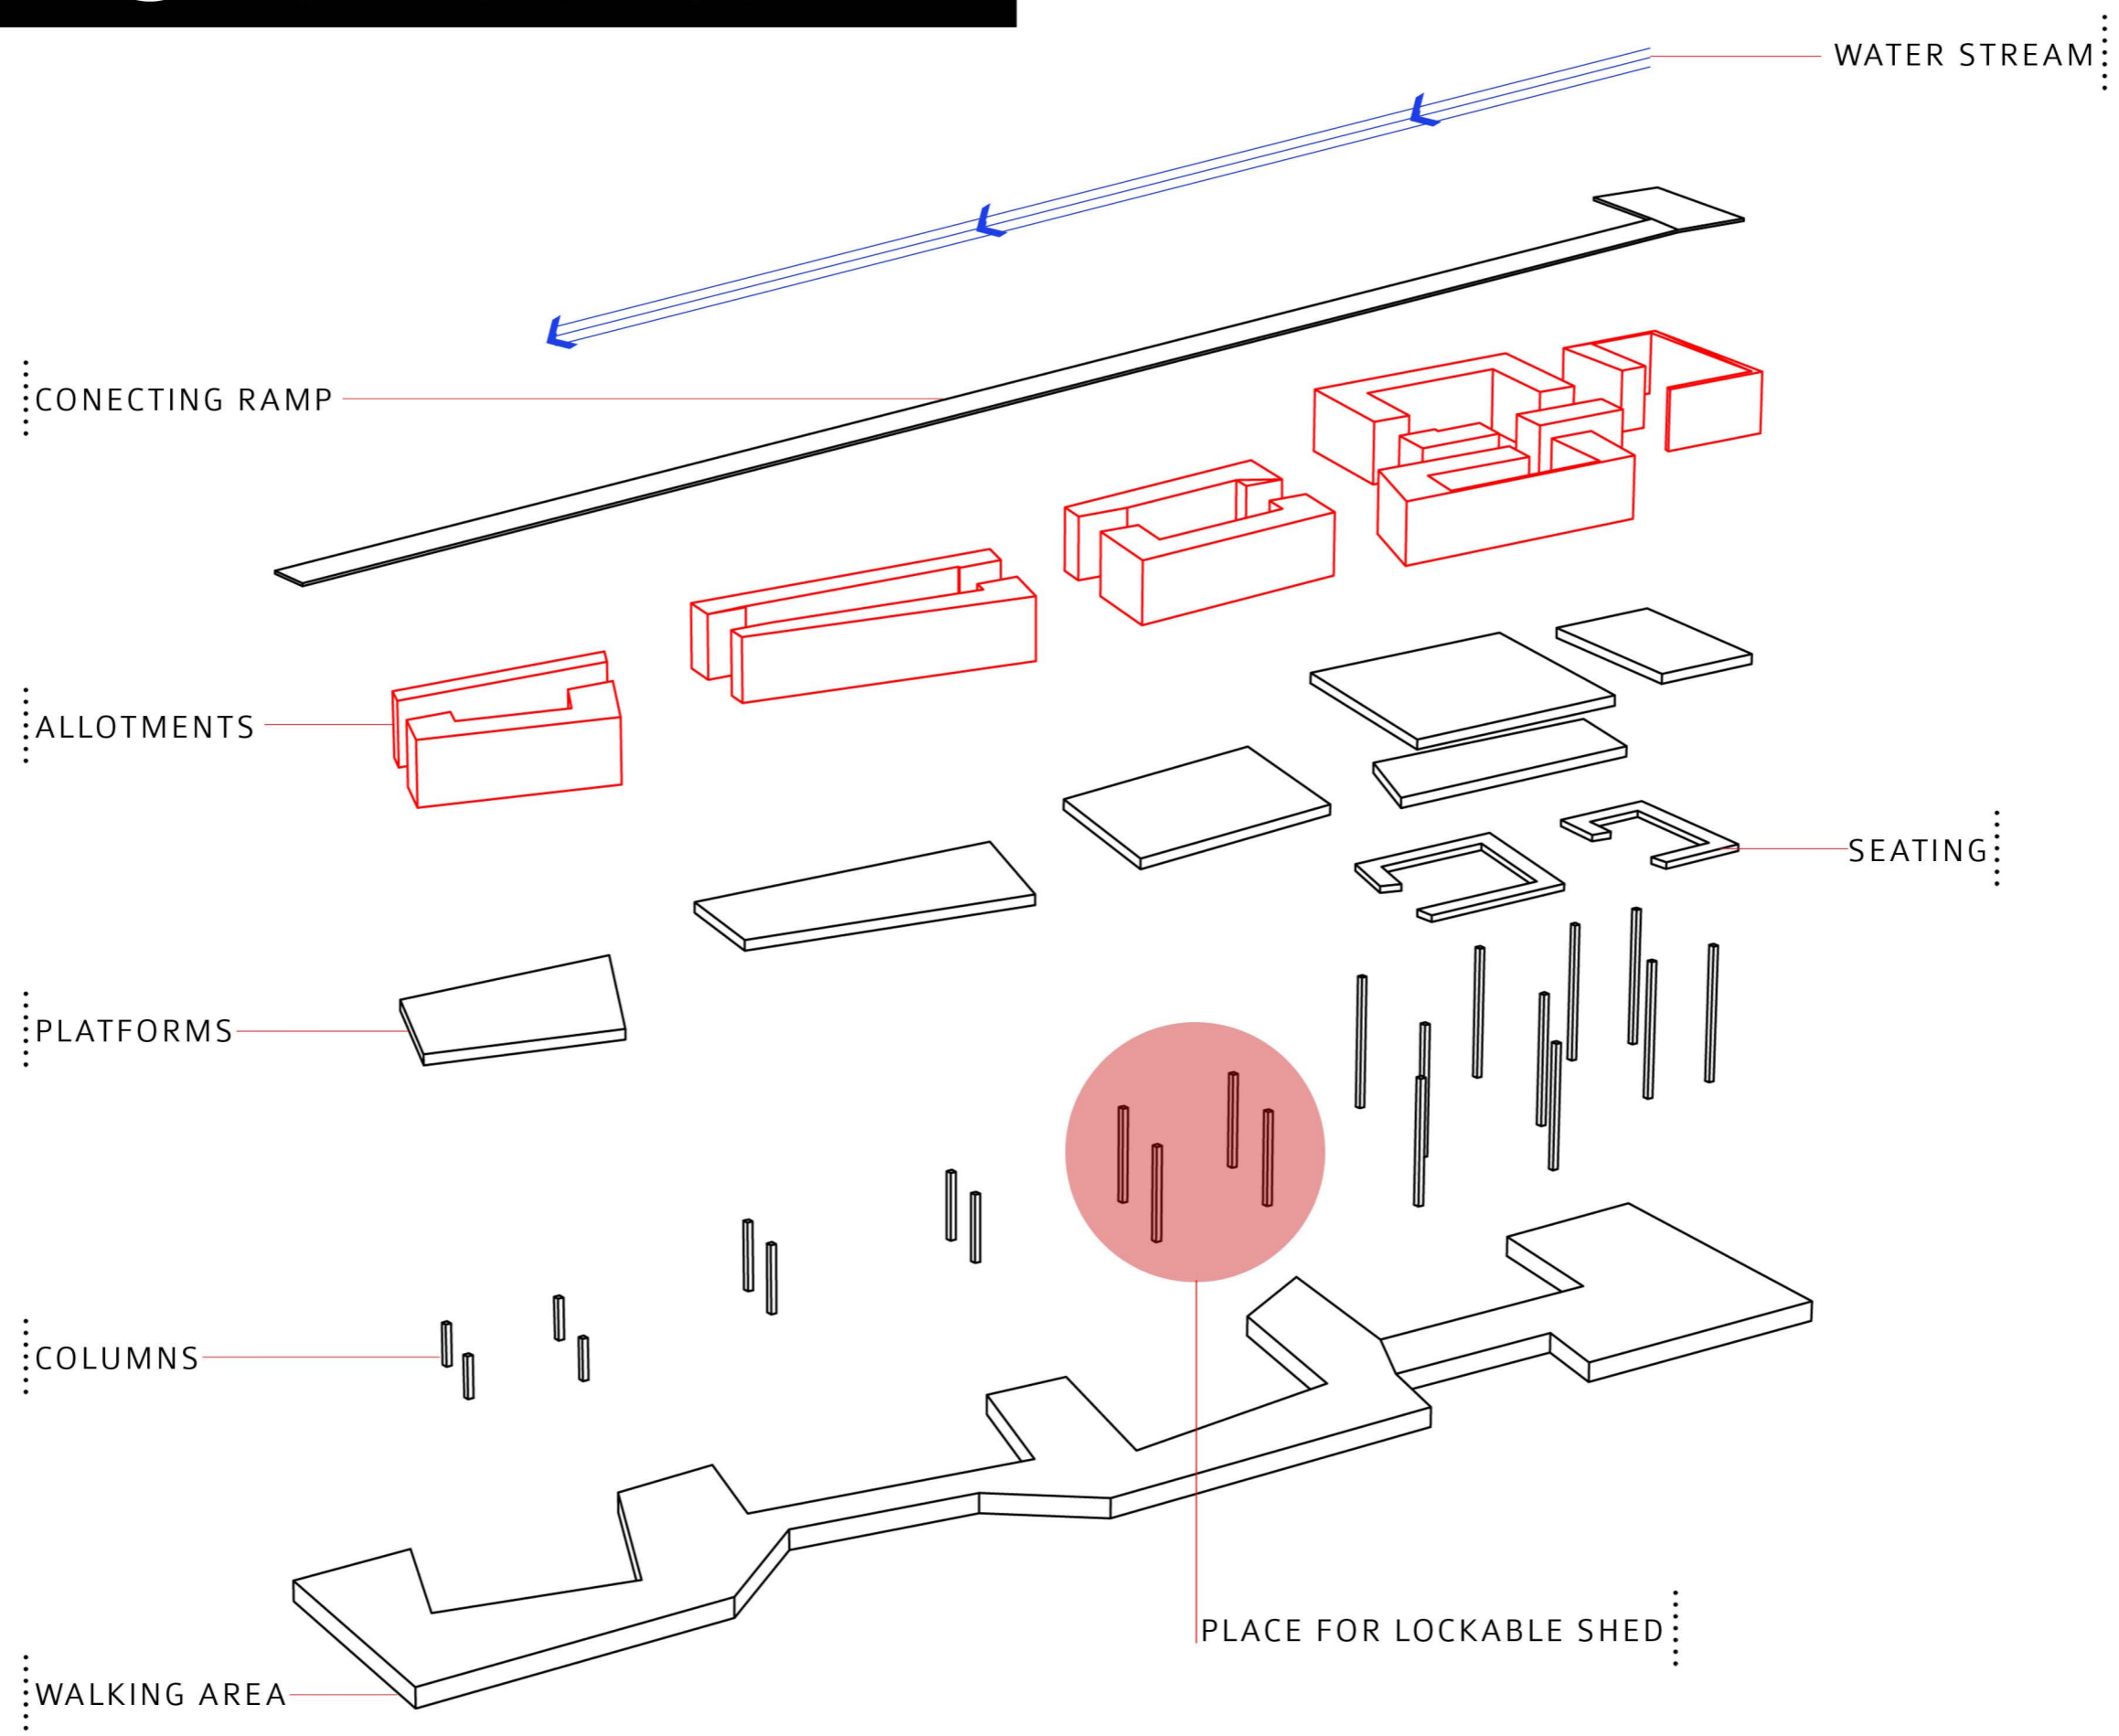 WATER STREAM
CONECTING RAMP
ALLOTMENTS
SEATING
PLATFORMS
COLUMNS
PLACE FOR LOCKABLE SHED
WALKING AREA